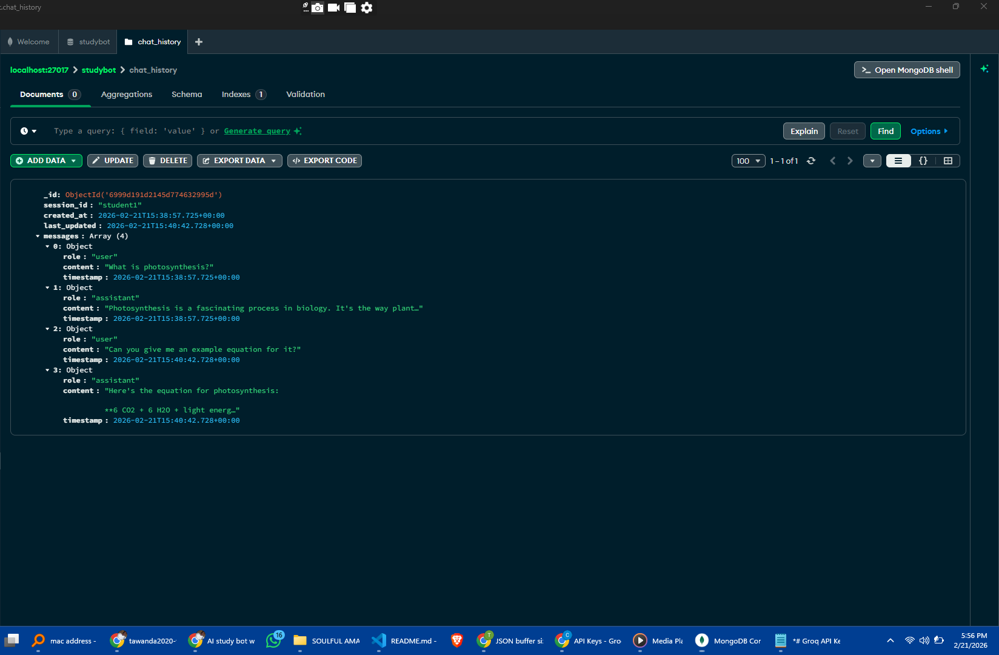 :.chat_history
Welcome
studybot
chat_history
localhost:27017 > studybot > chat_history
>_ Open MongoDB shell
Documents 0
Aggregations
Schema
Indexes 1
Validation
Type a query: { field: 'value' } or Generate query
Explain
Reset
Find
Options
ADD DATA
UPDATE
DELETE
EXPORT DATA
</> EXPORT CODE
100
1 – 1 of 1
{}
_id: ObjectId('6999d191d2145d774632995d')
session_id : "student1"
created_at : 2026-02-21T15:38:57.725+00:00
last_updated : 2026-02-21T15:40:42.728+00:00
messages : Array (4)
0: Object
role : "user"
content : "What is photosynthesis?"
timestamp : 2026-02-21T15:38:57.725+00:00
1: Object
role : "assistant"
content : "Photosynthesis is a fascinating process in biology. It's the way plant…"
timestamp : 2026-02-21T15:38:57.725+00:00
2: Object
role : "user"
content : "Can you give me an example equation for it?"
timestamp : 2026-02-21T15:40:42.728+00:00
3: Object
role : "assistant"
content : "Here's the equation for photosynthesis:
**6 CO2 + 6 H2O + light energ…"
timestamp : 2026-02-21T15:40:42.728+00:00
mac address -
tawanda2020-
AI study bot w
16
SOULFUL AMA
README.md -
T
JSON buffer si
C
API Keys - Gro
Media Pla
MongoDB Cor
*# Groq API Ke
5:56 PM
2/21/2026